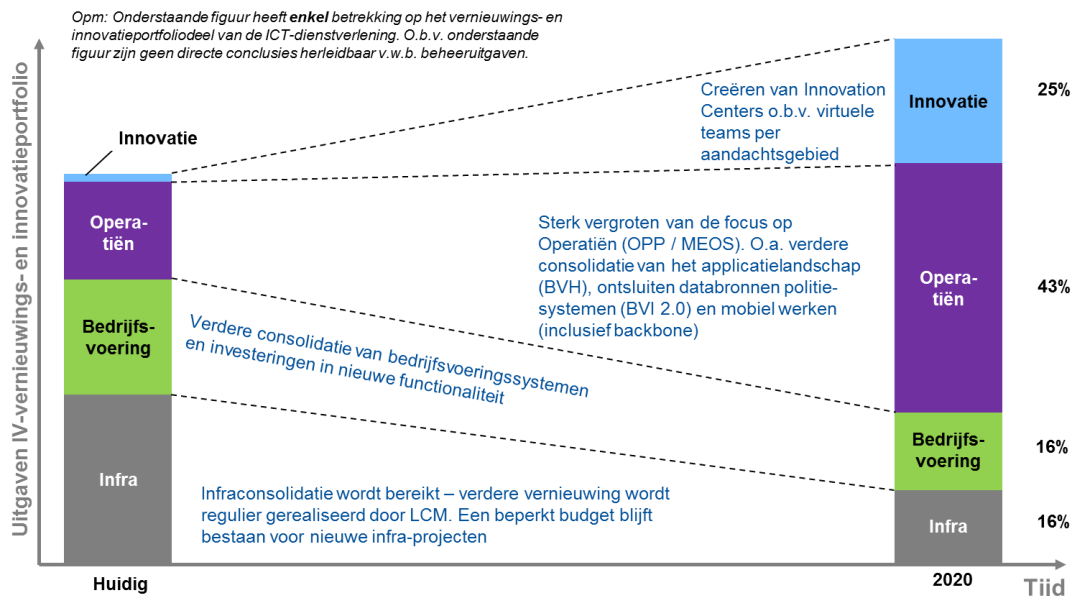 Opm: Onderstaande figuur heeft enkel betrekking op het vernieuwings- en
innovatieportfoliodeel van de ICT-dienstverlening. O.b.v. onderstaande
figuur zijn geen directe conclusies herleidbaar v.w.b. beheeruitgaven.
Uitgaven IV-vernieuwings- en innovatieportfolio
Innovatie
Opera-
tiën
Bedrijfs-
voering
Infra
Huidig
Creëren van Innovation
Centers o.b.v. virtuele
teams per
aandachtsgebied
Sterk vergroten van de focus op
Operatiën (OPP / MEOS). O.a. verdere
consolidatie van het applicatielandschap
(BVH), ontsluiten databronnen politie-
systemen (BVI 2.0) en mobiel werken
(inclusief backbone)
Verdere consolidatie van bedrijfsvoeringssystemen
en investeringen in nieuwe functionaliteit
Infraconsolidatie wordt bereikt – verdere vernieuwing wordt
regulier gerealiseerd door LCM. Een beperkt budget blijft
bestaan voor nieuwe infra-projecten
Innovatie
25%
Opera-
tiën
43%
Bedrijfs-
voering
16%
Infra
16%
2020
Tijd